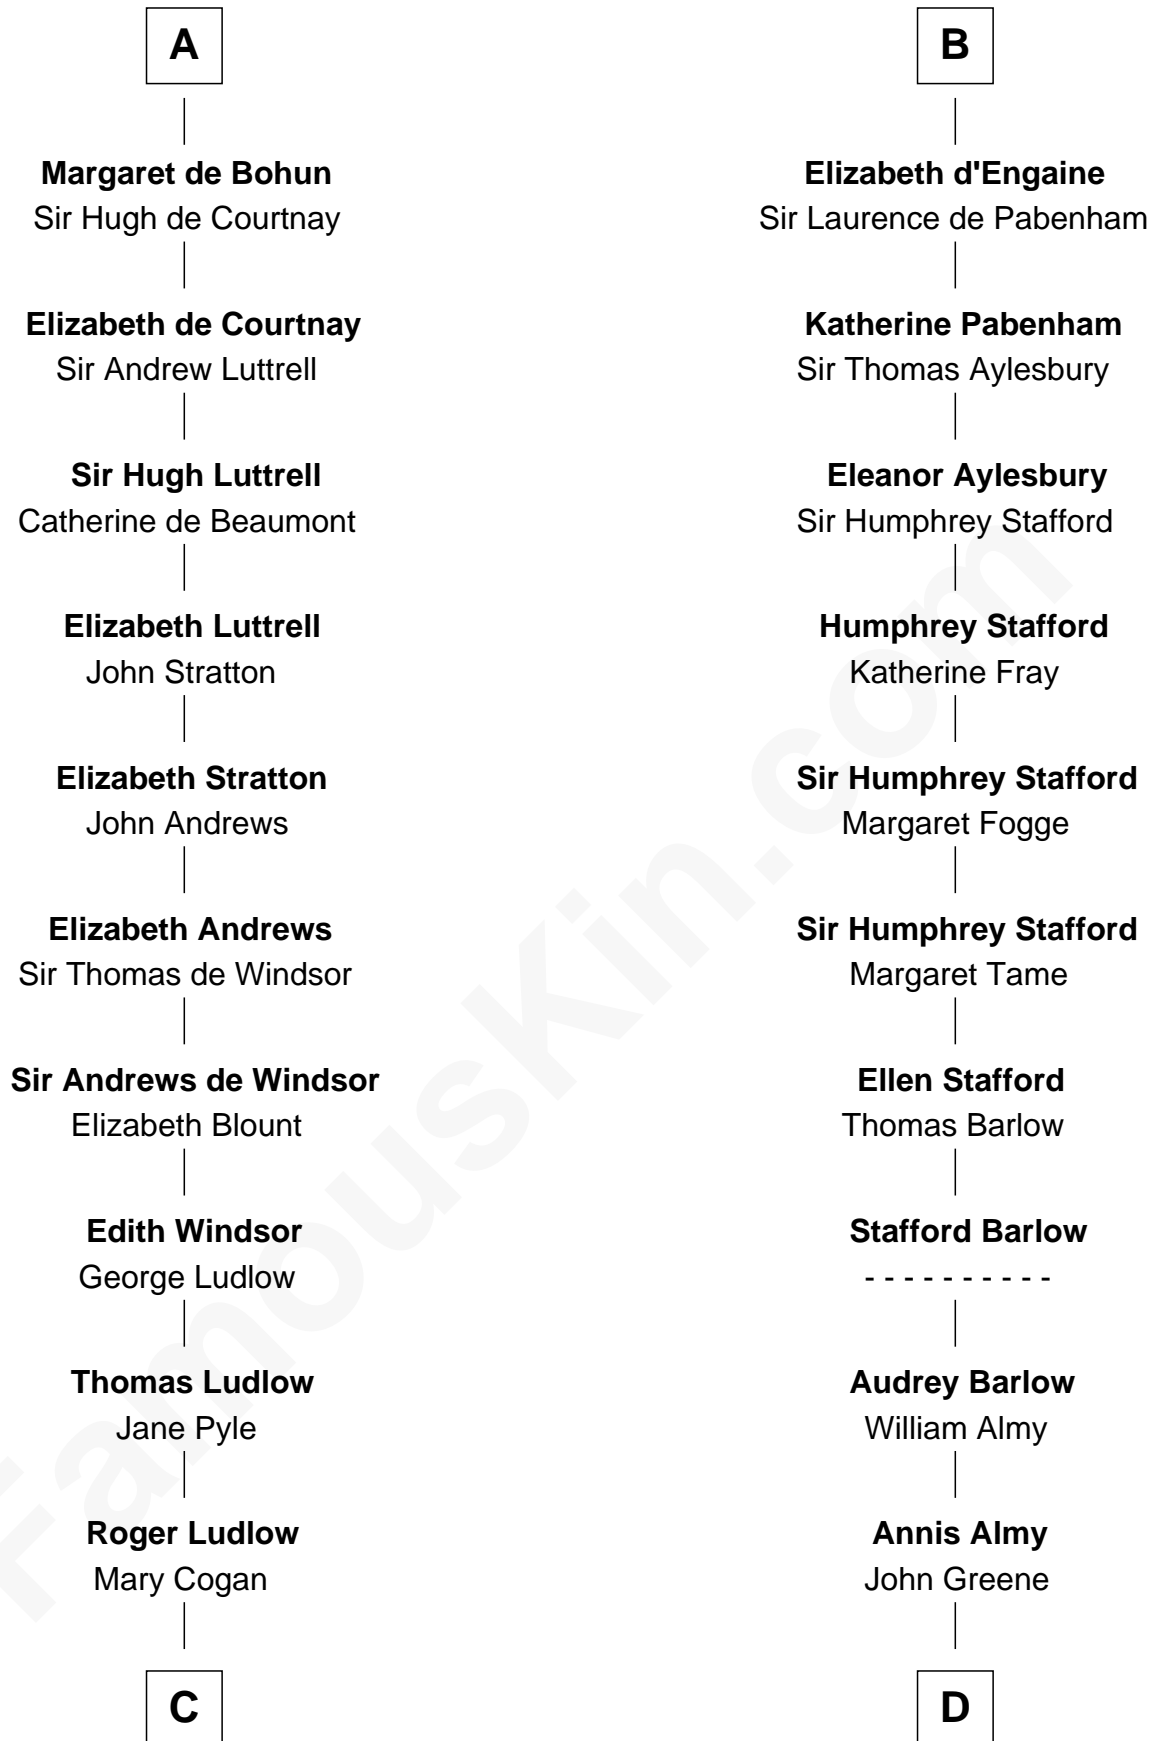 A
Margaret de Bohun
Sir Hugh de Courtnay
Elizabeth de Courtnay
Sir Andrew Luttrell
Sir Hugh Luttrell
Catherine de Beaumont
Elizabeth Luttrell
John Stratton
Elizabeth Stratton
John Andrews
Elizabeth Andrews
Sir Thomas de Windsor
Sir Andrews de Windsor
Elizabeth Blount
Edith Windsor
George Ludlow
Thomas Ludlow
Jane Pyle
Roger Ludlow
Mary Cogan
C
B
Elizabeth d'Engaine
Sir Laurence de Pabenham
Katherine Pabenham
Sir Thomas Aylesbury
Eleanor Aylesbury
Sir Humphrey Stafford
Humphrey Stafford
Katherine Fray
Sir Humphrey Stafford
Margaret Fogge
Sir Humphrey Stafford
Margaret Tame
Ellen Stafford
Thomas Barlow
Stafford Barlow
- - - - - - - - - -
Audrey Barlow
William Almy
Annis Almy
John Greene
D
FamousKin.com